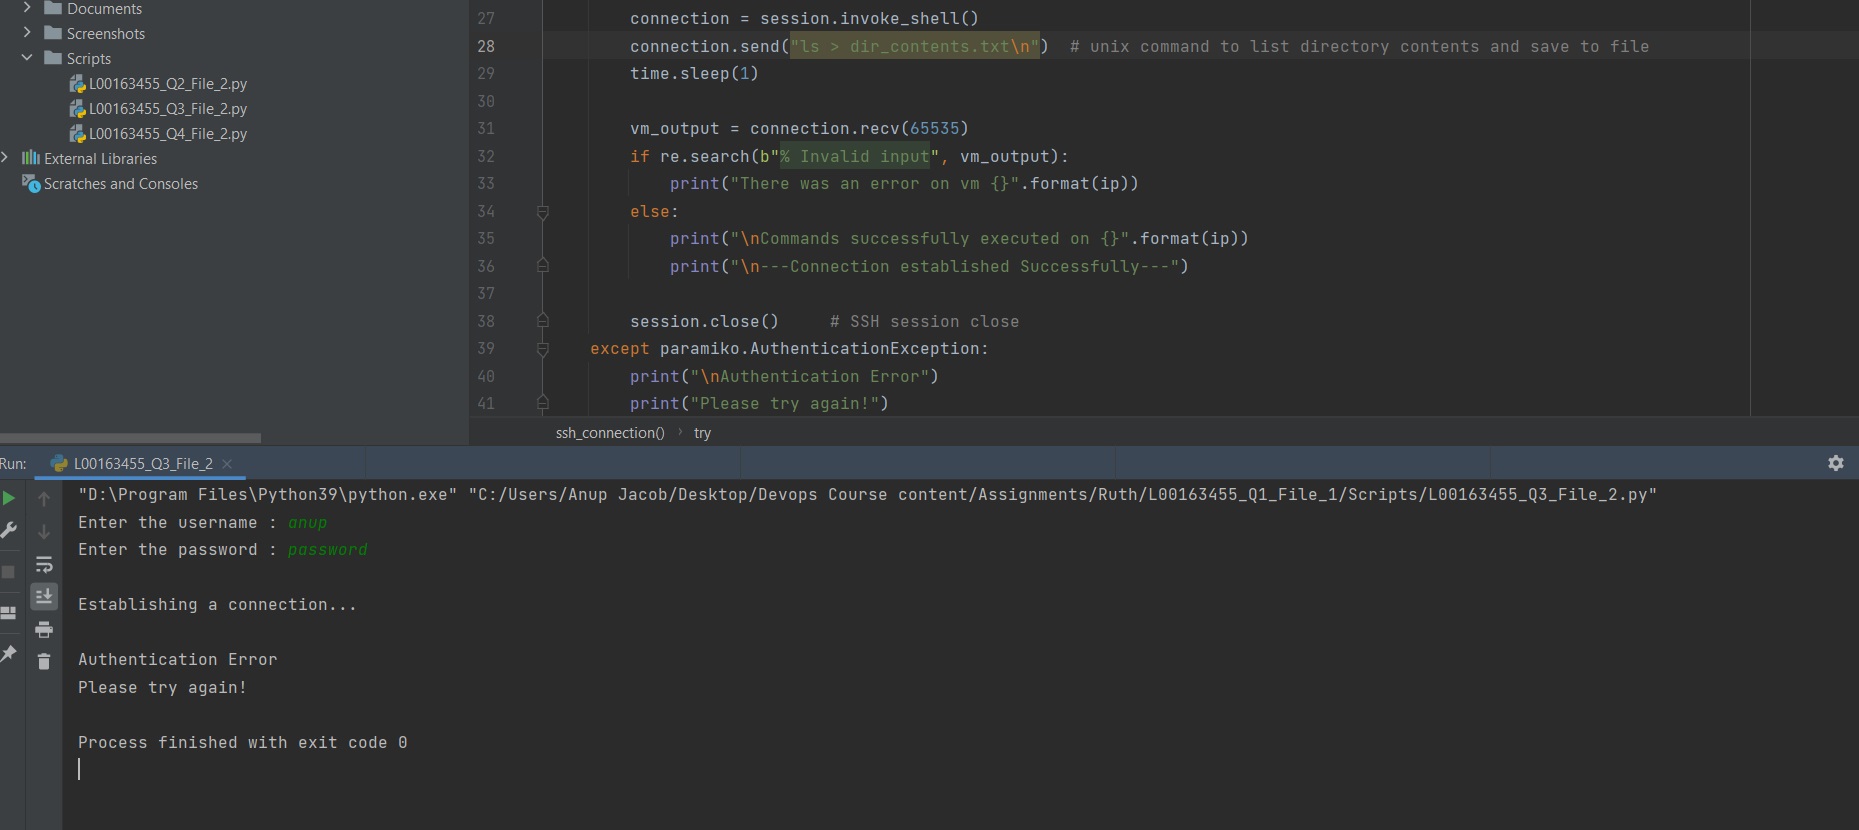 Documents
Screenshots
Scripts
L00163455_Q2_File_2.py
L00163455_Q3_File_2.py
L00163455_Q4_File_2.py
External Libraries
Scratches and Consoles
27 connection = session.invoke_shell()
28 connection.send("ls > dir_contents.txt\n")  # unix command to list directory contents and save to file
29 time.sleep(1)
30
31 vm_output = connection.recv(65535)
32 if re.search(b"% Invalid input", vm_output):
33 print("There was an error on vm {}".format(ip))
34 else:
35 print("\nCommands successfully executed on {}".format(ip))
36 print("\n---Connection established Successfully---")
37
38 session.close()     # SSH session close
39 except paramiko.AuthenticationException:
40 print("\nAuthentication Error")
41 print("Please try again!")
ssh_connection() › try
Run: L00163455_Q3_File_2 ×
"D:\Program Files\Python39\python.exe" "C:/Users/Anup Jacob/Desktop/Devops Course content/Assignments/Ruth/L00163455_Q1_File_1/Scripts/L00163455_Q3_File_2.py"
Enter the username : anup
Enter the password : password
Establishing a connection...
Authentication Error
Please try again!
Process finished with exit code 0